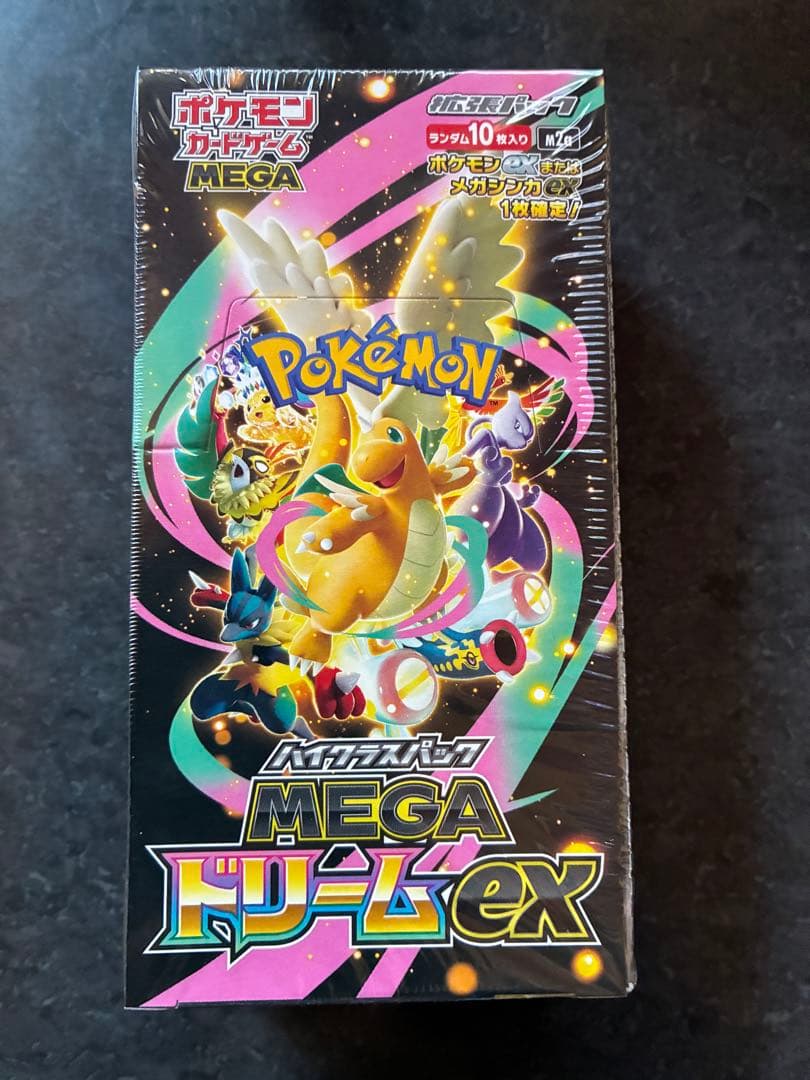 ポケモン
カードゲーム
MEGA
拡張パック
ランダム10枚入り M2a
ポケモンexまたは
メガシンカex
1枚確定!
POKéMON
TM
ハイクラスパック
MEGA
ドリームex